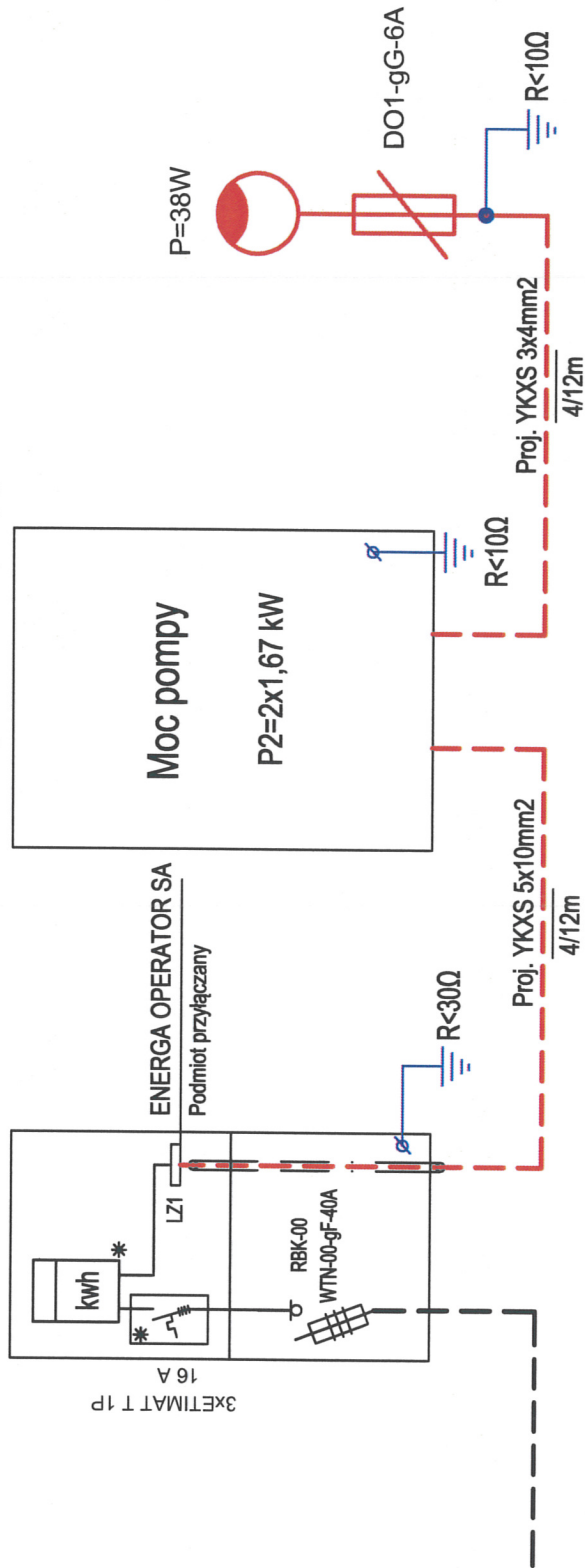 3xETIMAT T 1P
16 A
kwh
*
*
LZ1
ENERGA OPERATOR SA
Podmiot przyłączany
RBK-00
WTN-00-gF-40A
R<30Ω
Proj. YKXS 5x10mm2
4/12m
Moc pompy
P2=2x1,67 kW
R<10Ω
Proj. YKXS 3x4mm2
4/12m
P=38W
DO1-gG-6A
R<10Ω